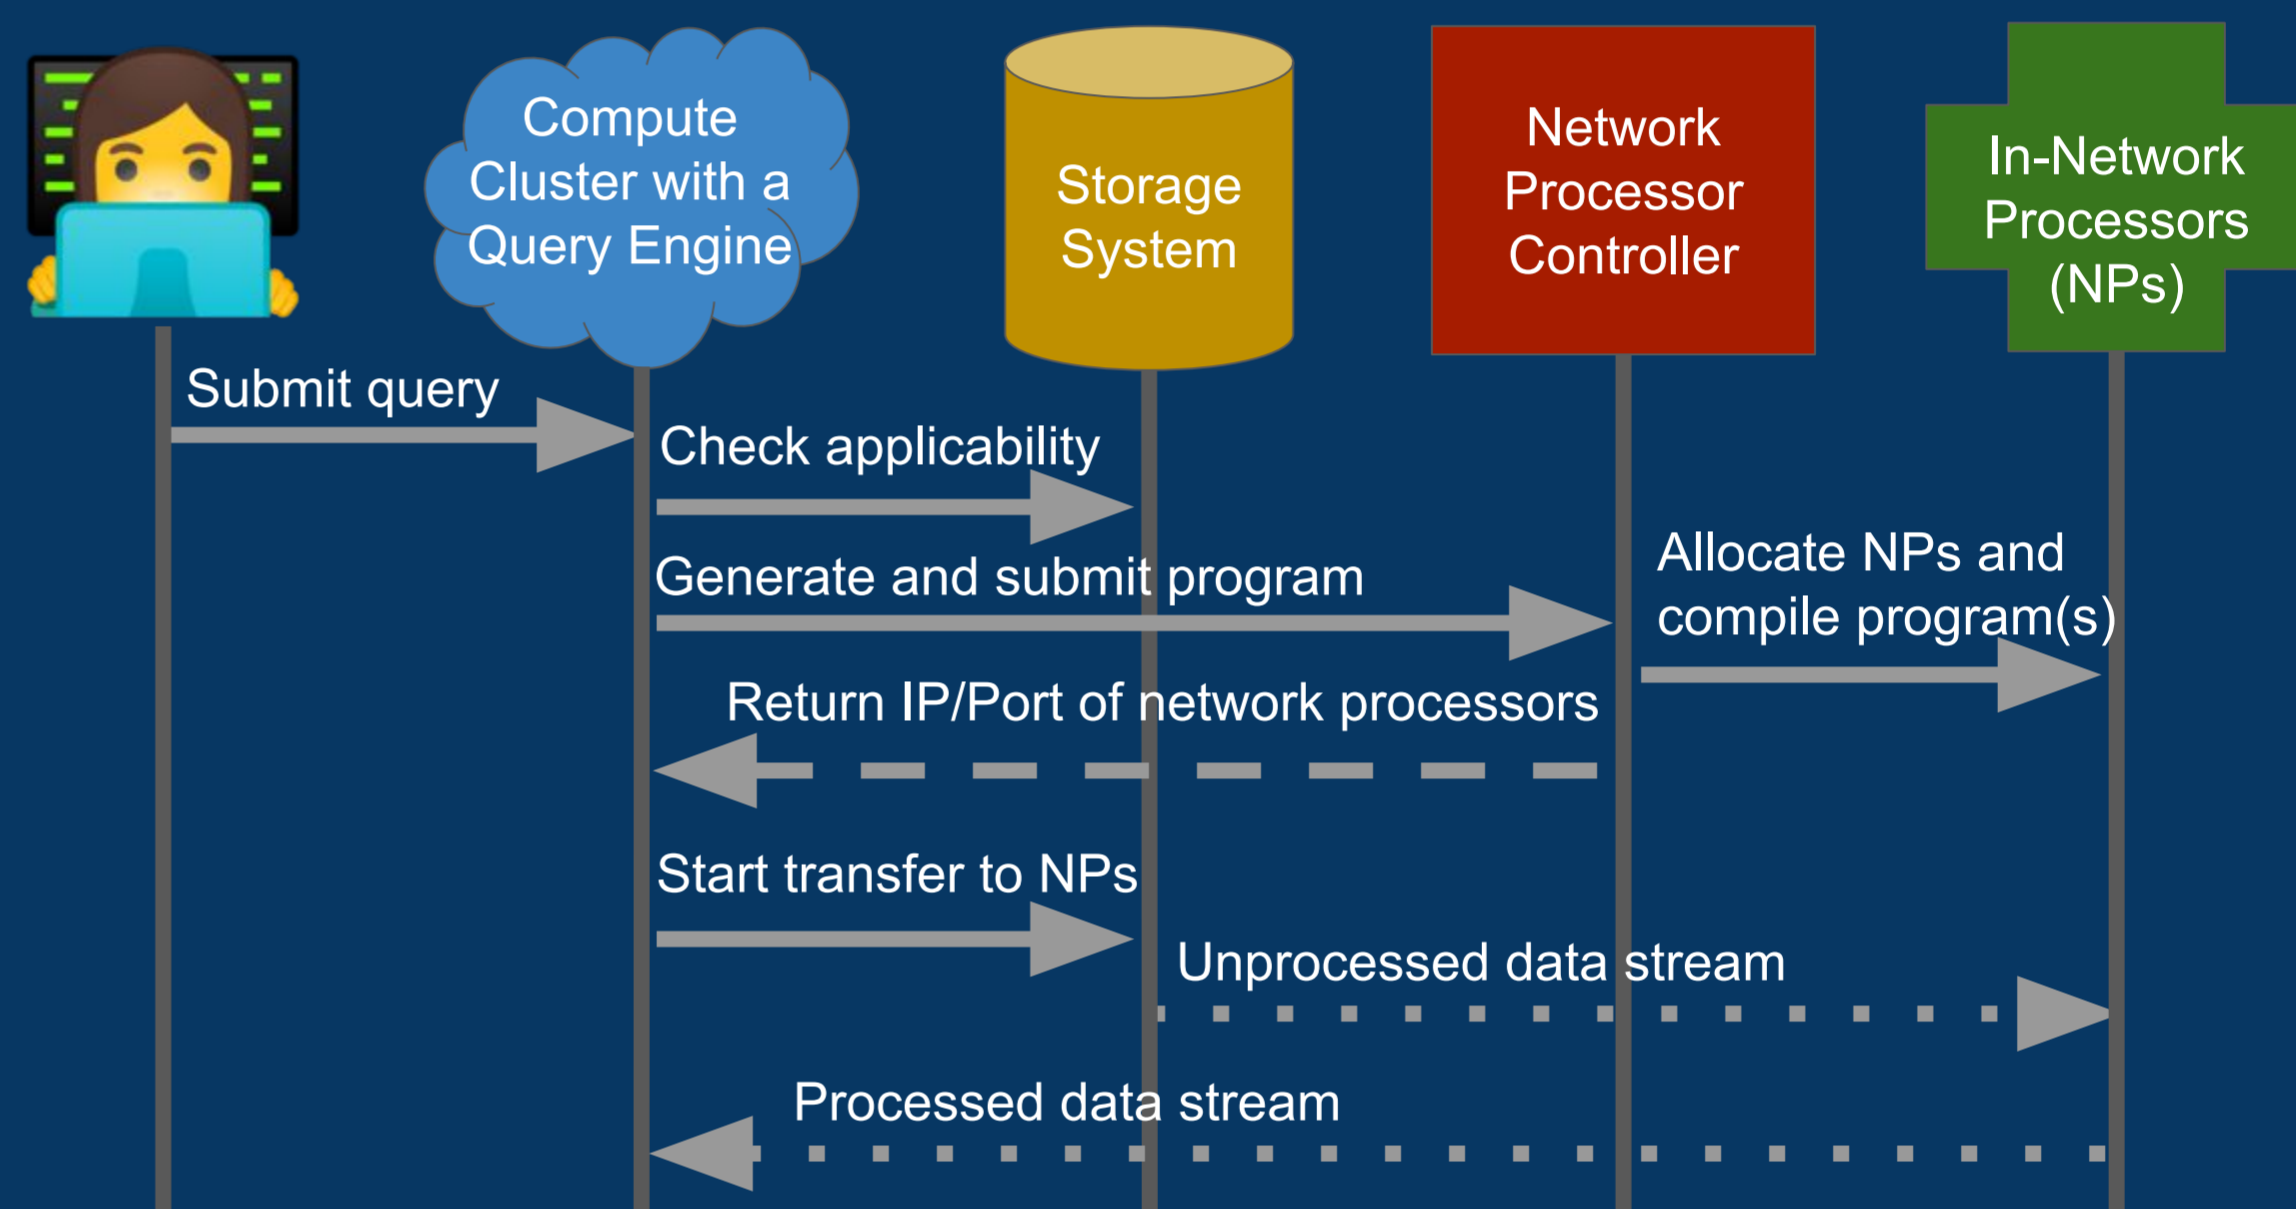 Compute
Cluster with a
Query Engine
Storage
System
Network
Processor
Controller
In-Network
Processors
(NPs)
Submit query
Check applicability
Generate and submit program
Allocate NPs and
compile program(s)
Return IP/Port of network processors
Start transfer to NPs
Unprocessed data stream
Processed data stream